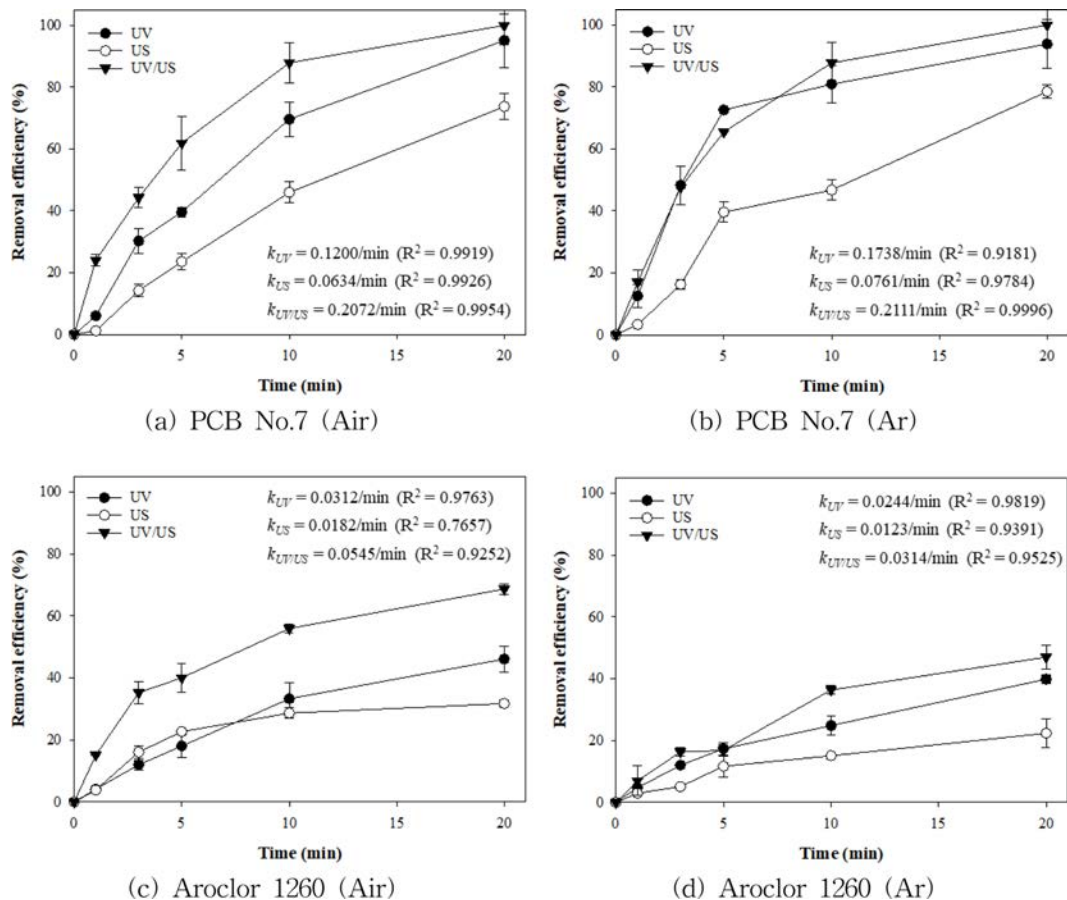 100
80
60
40
20
0
Removal efficiency (%)
UV
US
UV/US
k_UV = 0.1200/min (R² = 0.9919)
k_US = 0.0634/min (R² = 0.9926)
k_UV/US = 0.2072/min (R² = 0.9954)
0 5 10 15 20
Time (min)
(a) PCB No.7 (Air)
100
80
60
40
20
0
Removal efficiency (%)
UV
US
UV/US
k_UV = 0.1738/min (R² = 0.9181)
k_US = 0.0761/min (R² = 0.9784)
k_UV/US = 0.2111/min (R² = 0.9996)
0 5 10 15 20
Time (min)
(b) PCB No.7 (Ar)
100
80
60
40
20
0
Removal efficiency (%)
UV
US
UV/US
k_UV = 0.0312/min (R² = 0.9763)
k_US = 0.0182/min (R² = 0.7657)
k_UV/US = 0.0545/min (R² = 0.9252)
0 5 10 15 20
Time (min)
(c) Aroclor 1260 (Air)
100
80
60
40
20
0
Removal efficiency (%)
UV
US
UV/US
k_UV = 0.0244/min (R² = 0.9819)
k_US = 0.0123/min (R² = 0.9391)
k_UV/US = 0.0314/min (R² = 0.9525)
0 5 10 15 20
Time (min)
(d) Aroclor 1260 (Ar)